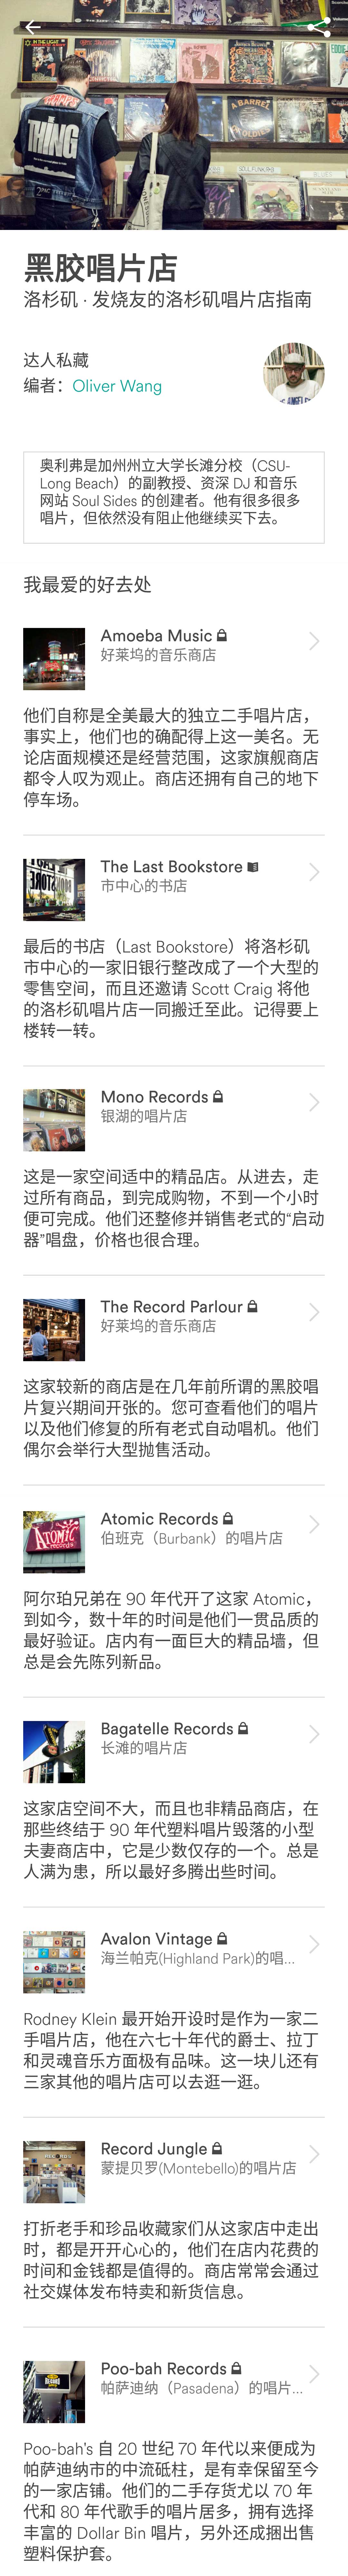 THING
A BARREL
OLDIES
SOUL/FUNK/R&B
黑胶唱片店
洛杉矶 · 发烧友的洛杉矶唱片店指南
达人私藏
编者：Oliver Wang
奥利弗是加州州立大学长滩分校（CSU-
Long Beach）的副教授、资深 DJ 和音乐
网站 Soul Sides 的创建者。他有很多很多
唱片，但依然没有阻止他继续买下去。
我最爱的好去处
Amoeba Music
好莱坞的音乐商店
他们自称是全美最大的独立二手唱片店，
事实上，他们也的确配得上这一美名。无
论店面规模还是经营范围，这家旗舰商店
都令人叹为观止。商店还拥有自己的地下
停车场。
The Last Bookstore
市中心的书店
最后的书店（Last Bookstore）将洛杉矶
市中心的一家旧银行整改成了一个大型的
零售空间，而且还邀请 Scott Craig 将他
的洛杉矶唱片店一同搬迁至此。记得要上
楼转一转。
Mono Records
银湖的唱片店
这是一家空间适中的精品店。从进去，走
过所有商品，到完成购物，不到一个小时
便可完成。他们还整修并销售老式的“启动
器”唱盘，价格也很合理。
The Record Parlour
好莱坞的音乐商店
这家较新的商店是在几年前所谓的黑胶唱
片复兴期间开张的。您可查看他们的唱片
以及他们修复的所有老式自动唱机。他们
偶尔会举行大型抛售活动。
Atomic Records
伯班克（Burbank）的唱片店
阿尔珀兄弟在 90 年代开了这家 Atomic，
到如今，数十年的时间是他们一贯品质的
最好验证。店内有一面巨大的精品墙，但
总是会先陈列新品。
Bagatelle Records
长滩的唱片店
这家店空间不大，而且也非精品商店，在
那些终结于 90 年代塑料唱片毁落的小型
夫妻商店中，它是少数仅存的一个。总是
人满为患，所以最好多腾出些时间。
Avalon Vintage
海兰帕克(Highland Park)的唱...
Rodney Klein 最开始开设时是作为一家二
手唱片店，他在六七十年代的爵士、拉丁
和灵魂音乐方面极有品味。这一块儿还有
三家其他的唱片店可以去逛一逛。
Record Jungle
蒙提贝罗(Montebello)的唱片店
打折老手和珍品收藏家们从这家店中走出
时，都是开开心心的，他们在店内花费的
时间和金钱都是值得的。商店常常会通过
社交媒体发布特卖和新货信息。
Poo-bah Records
帕萨迪纳（Pasadena）的唱片...
Poo-bah's 自 20 世纪 70 年代以来便成为
帕萨迪纳市的中流砥柱，是有幸保留至今
的一家店铺。他们的二手存货尤以 70 年
代和 80 年代歌手的唱片居多，拥有选择
丰富的 Dollar Bin 唱片，另外还成捆出售
塑料保护套。